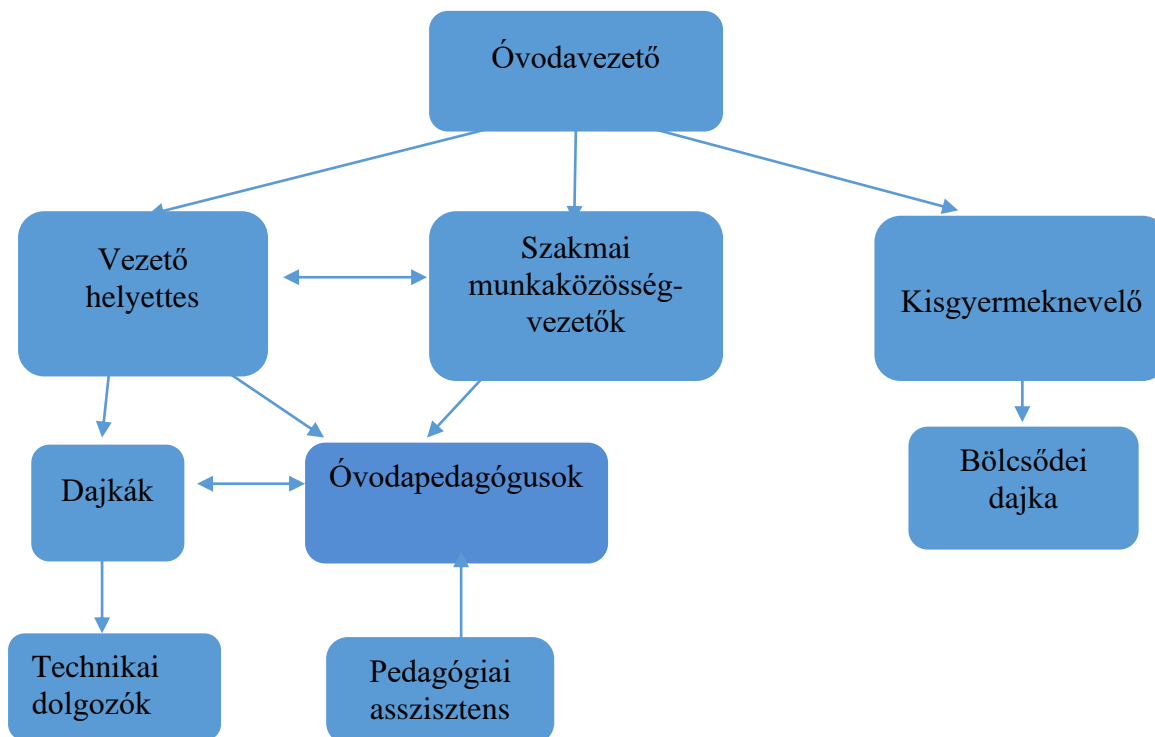 Óvodavezető
Vezető
helyettes
Szakmai
munkaközösség-
vezetők
Kisgyermeknevelő
Dajkák
Óvodapedagógusok
Bölcsődei
dajka
Technikai
dolgozók
Pedagógiai
asszisztens